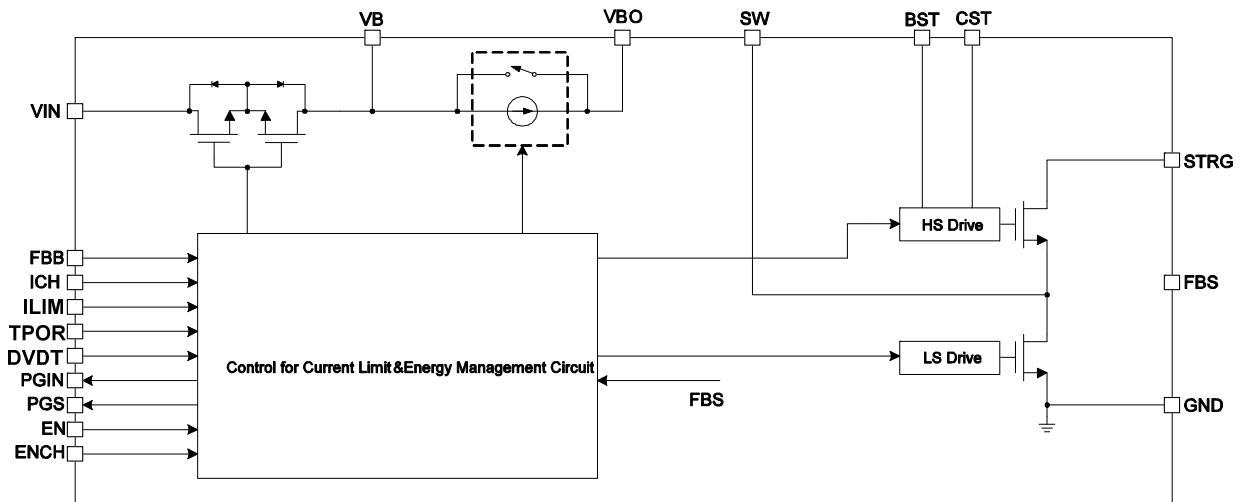 VB
VBO
SW
BST
CST
VIN
STRG
HS Drive
FBB
ICH
FBS
ILIM
TPOR
DVDT
LS Drive
Control for Current Limit&Energy Management Circuit
PGIN
FBS
PGS
GND
EN
ENCH